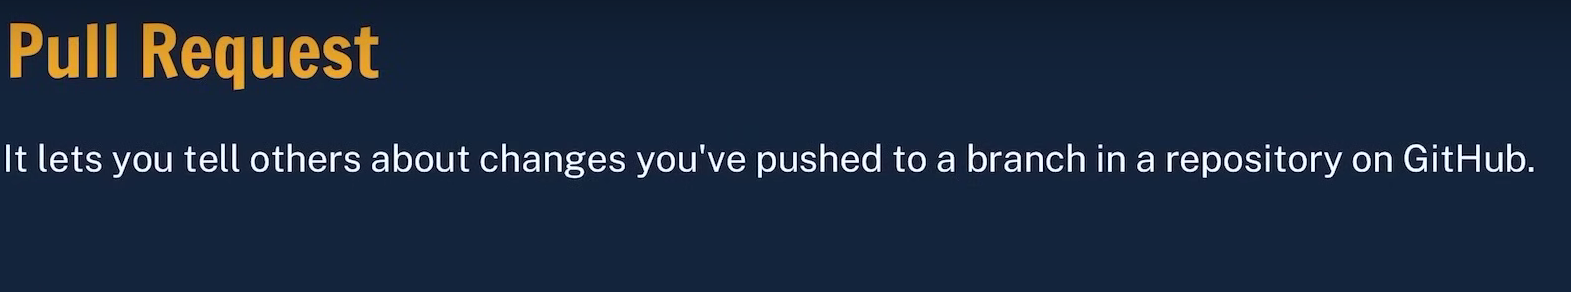 Pull Request
It lets you tell others about changes you've pushed to a branch in a repository on GitHub.